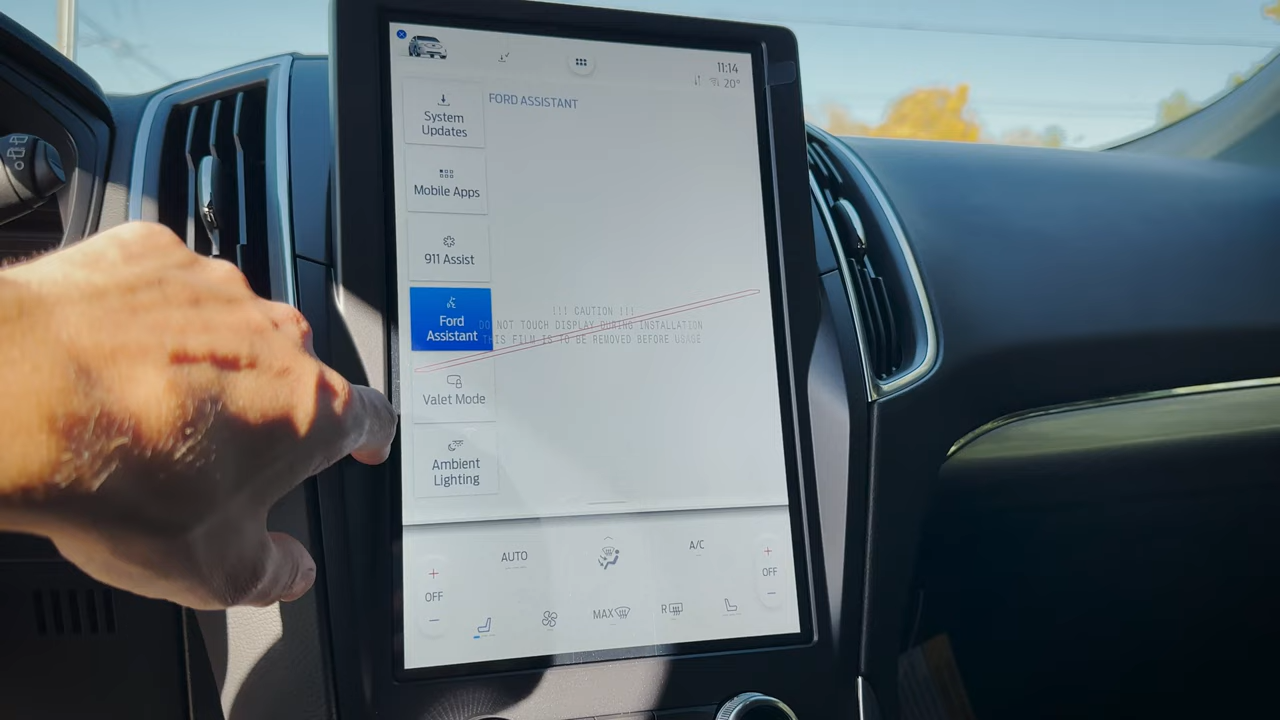 11:14
20°
FORD ASSISTANT
System
Updates
Mobile Apps
911 Assist
Ford
Assistant
!!! CAUTION !!!
DO NOT TOUCH DISPLAY DURING INSTALLATION
THIS FILM IS TO BE REMOVED BEFORE USAGE
Valet Mode
Ambient
Lighting
AUTO
A/C
+
+
OFF
OFF
−
−
MAX
R